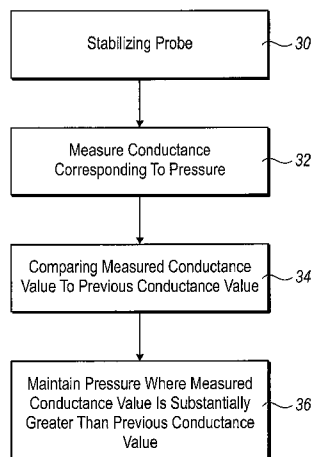 Stabilizing Probe
30
Measure Conductance
Corresponding To Pressure
32
Comparing Measured Conductance
Value To Previous Conductance Value
34
Maintain Pressure Where Measured
Conductance Value Is Substantially
Greater Than Previous Conductance
Value
36